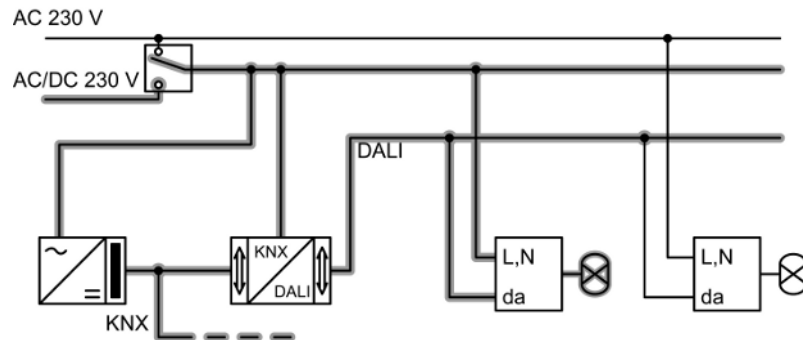 AC 230 V
AC/DC 230 V
DALI
KNX
DALI
L,N
da
L,N
da
KNX